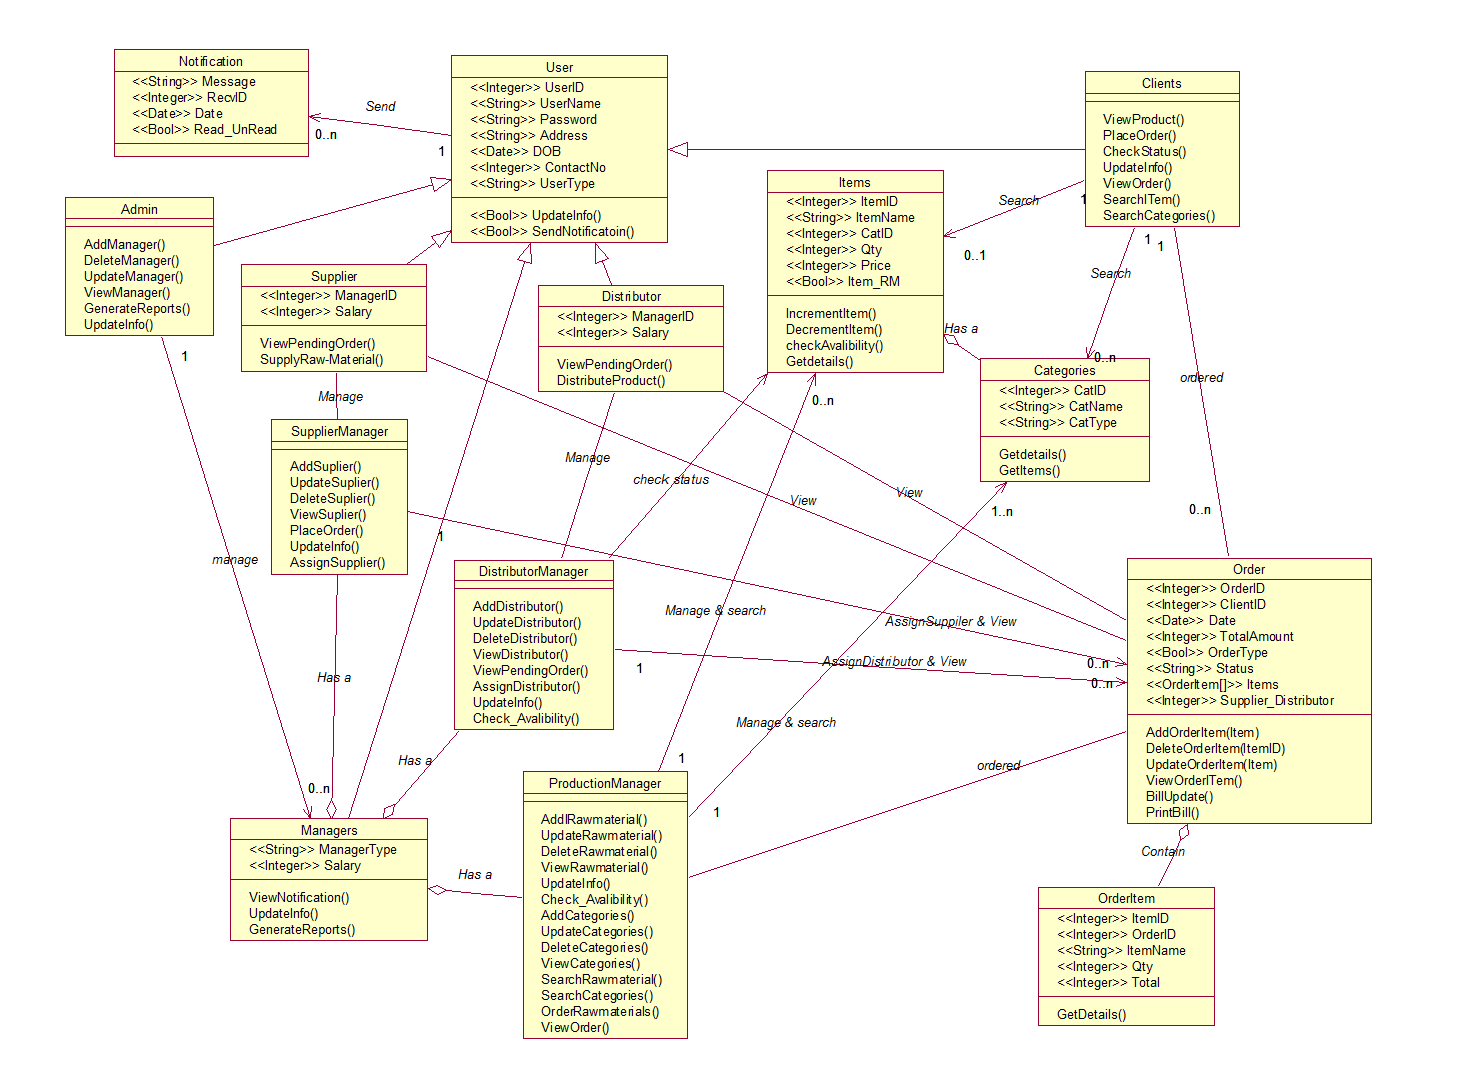 Notification
<<String>> Message
<<Integer>> RecvID
<<Date>> Date
<<Bool>> Read_UnRead
Send
0..n
1
User
<<Integer>> UserID
<<String>> UserName
<<String>> Password
<<String>> Address
<<Date>> DOB
<<Integer>> ContactNo
<<String>> UserType
<<Bool>> UpdateInfo()
<<Bool>> SendNotificatoin()
Clients
ViewProduct()
PlaceOrder()
CheckStatus()
UpdateInfo()
ViewOrder()
SearchITem()
SearchCategories()
Items
<<Integer>> ItemID
<<String>> ItemName
<<Integer>> CatID
<<Integer>> Qty
<<Integer>> Price
<<Bool>> Item_RM
IncrementItem()
DecrementItem()
checkAvalibility()
Getdetails()
Search
1
0..1
1
1
Search
0..n
ordered
0..n
Has a
Admin
AddManager()
DeleteManager()
UpdateManager()
ViewManager()
GenerateReports()
UpdateInfo()
1
manage
0..n
Supplier
<<Integer>> ManagerID
<<Integer>> Salary
ViewPendingOrder()
SupplyRaw-Material()
Manage
Distributor
<<Integer>> ManagerID
<<Integer>> Salary
ViewPendingOrder()
DistributeProduct()
Manage
check status
View
View
0..n
Categories
<<Integer>> CatID
<<String>> CatName
<<String>> CatType
Getdetails()
GetItems()
1..n
SupplierManager
AddSuplier()
UpdateSuplier()
DeleteSuplier()
ViewSuplier()
PlaceOrder()
UpdateInfo()
AssignSupplier()
1
Has a
DistributorManager
AddDistributor()
UpdateDistributor()
DeleteDistributor()
ViewDistributor()
ViewPendingOrder()
AssignDistributor()
UpdateInfo()
Check_Avalibility()
1
Has a
Manage & search
AssignSuppiler & View
0..n
AssignDistributor & View
0..n
Manage & search
1
1
ordered
Order
<<Integer>> OrderID
<<Integer>> ClientID
<<Date>> Date
<<Integer>> TotalAmount
<<Bool>> OrderType
<<String>> Status
<<OrderItem[]>> Items
<<Integer>> Supplier_Distributor
AddOrderItem(Item)
DeleteOrderItem(ItemID)
UpdateOrderItem(Item)
ViewOrderITem()
BillUpdate()
PrintBill()
Contain
Managers
<<String>> ManagerType
<<Integer>> Salary
ViewNotification()
UpdateInfo()
GenerateReports()
Has a
ProductionManager
AddIRawmaterial()
UpdateRawmaterial()
DeleteRawmaterial()
ViewRawmaterial()
UpdateInfo()
Check_Avalibility()
AddCategories()
UpdateCategories()
DeleteCategories()
ViewCategories()
SearchRawmaterial()
SearchCategories()
OrderRawmaterials()
ViewOrder()
OrderItem
<<Integer>> ItemID
<<Integer>> OrderID
<<String>> ItemName
<<Integer>> Qty
<<Integer>> Total
GetDetails()